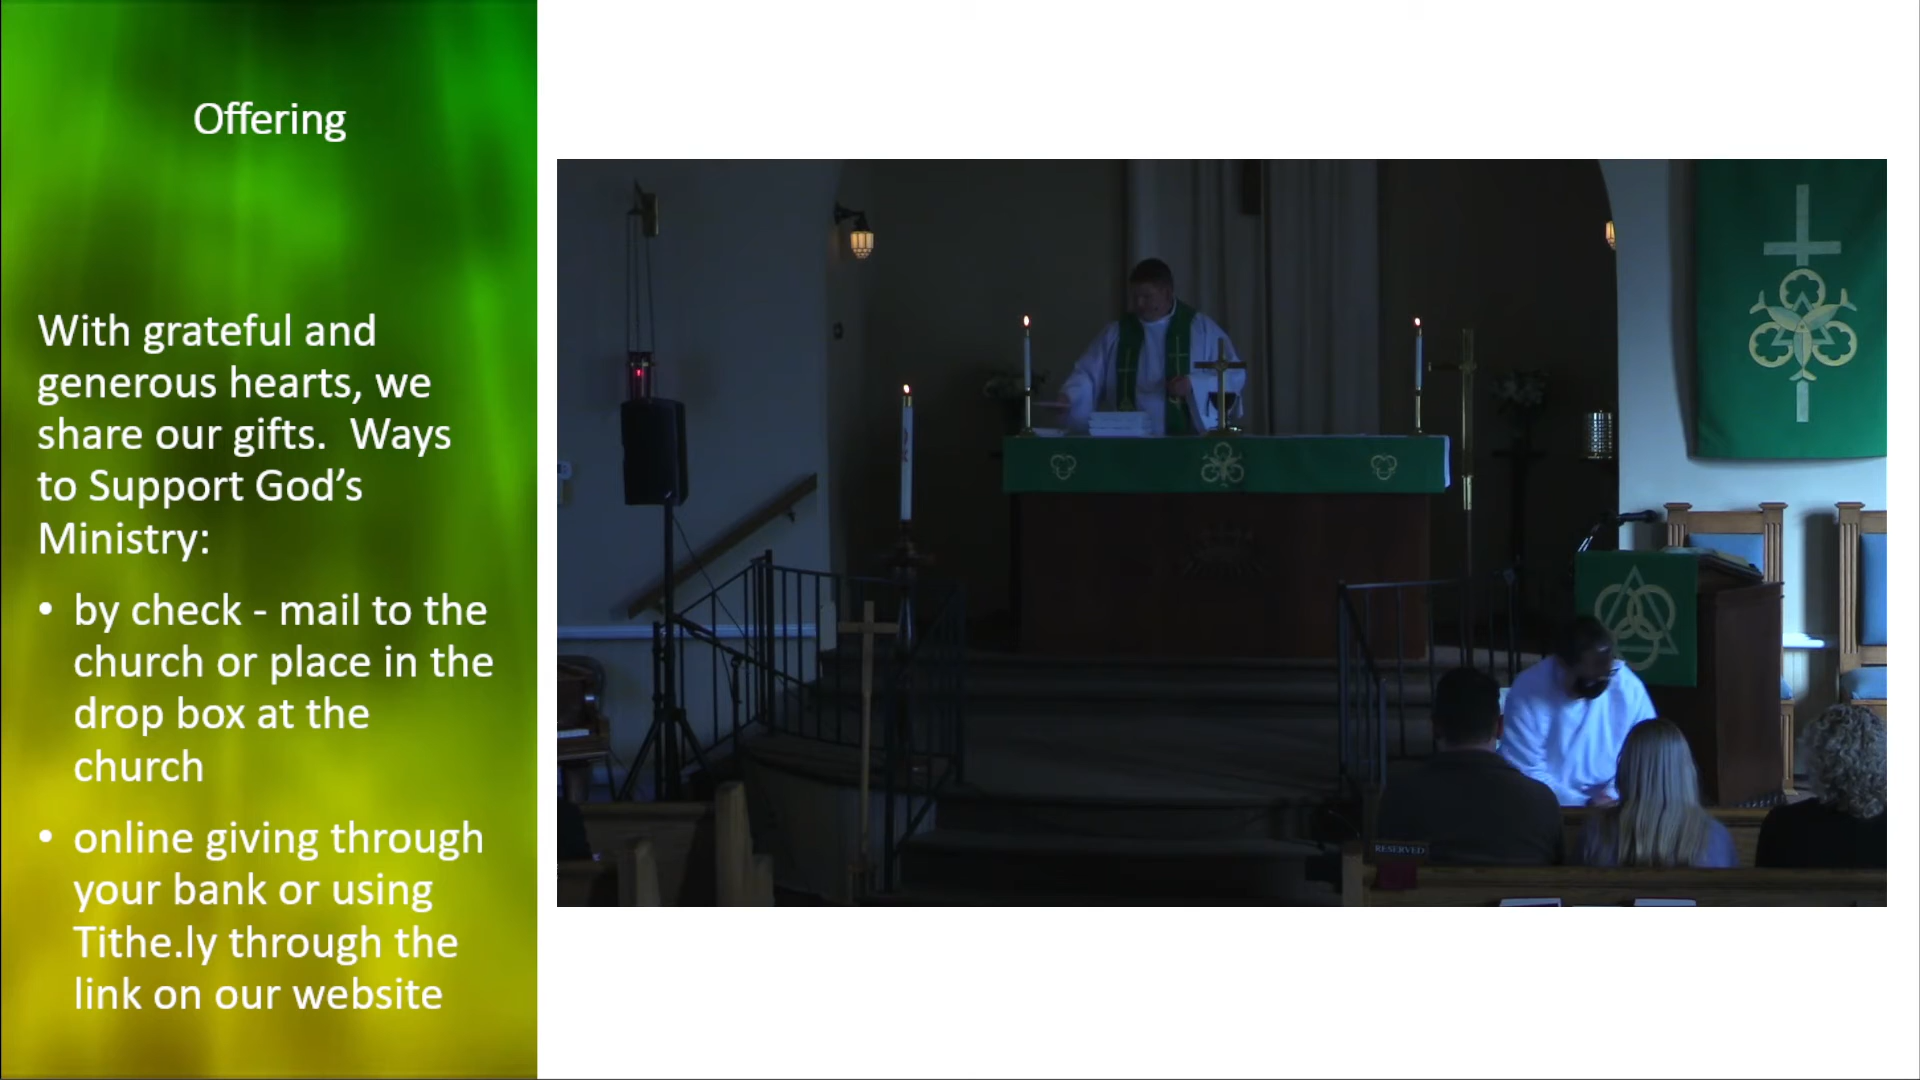 Offering
With grateful and
generous hearts, we
share our gifts.  Ways
to Support God’s
Ministry:
• by check - mail to the
church or place in the
drop box at the
church
• online giving through
your bank or using
Tithe.ly through the
link on our website
RESERVED